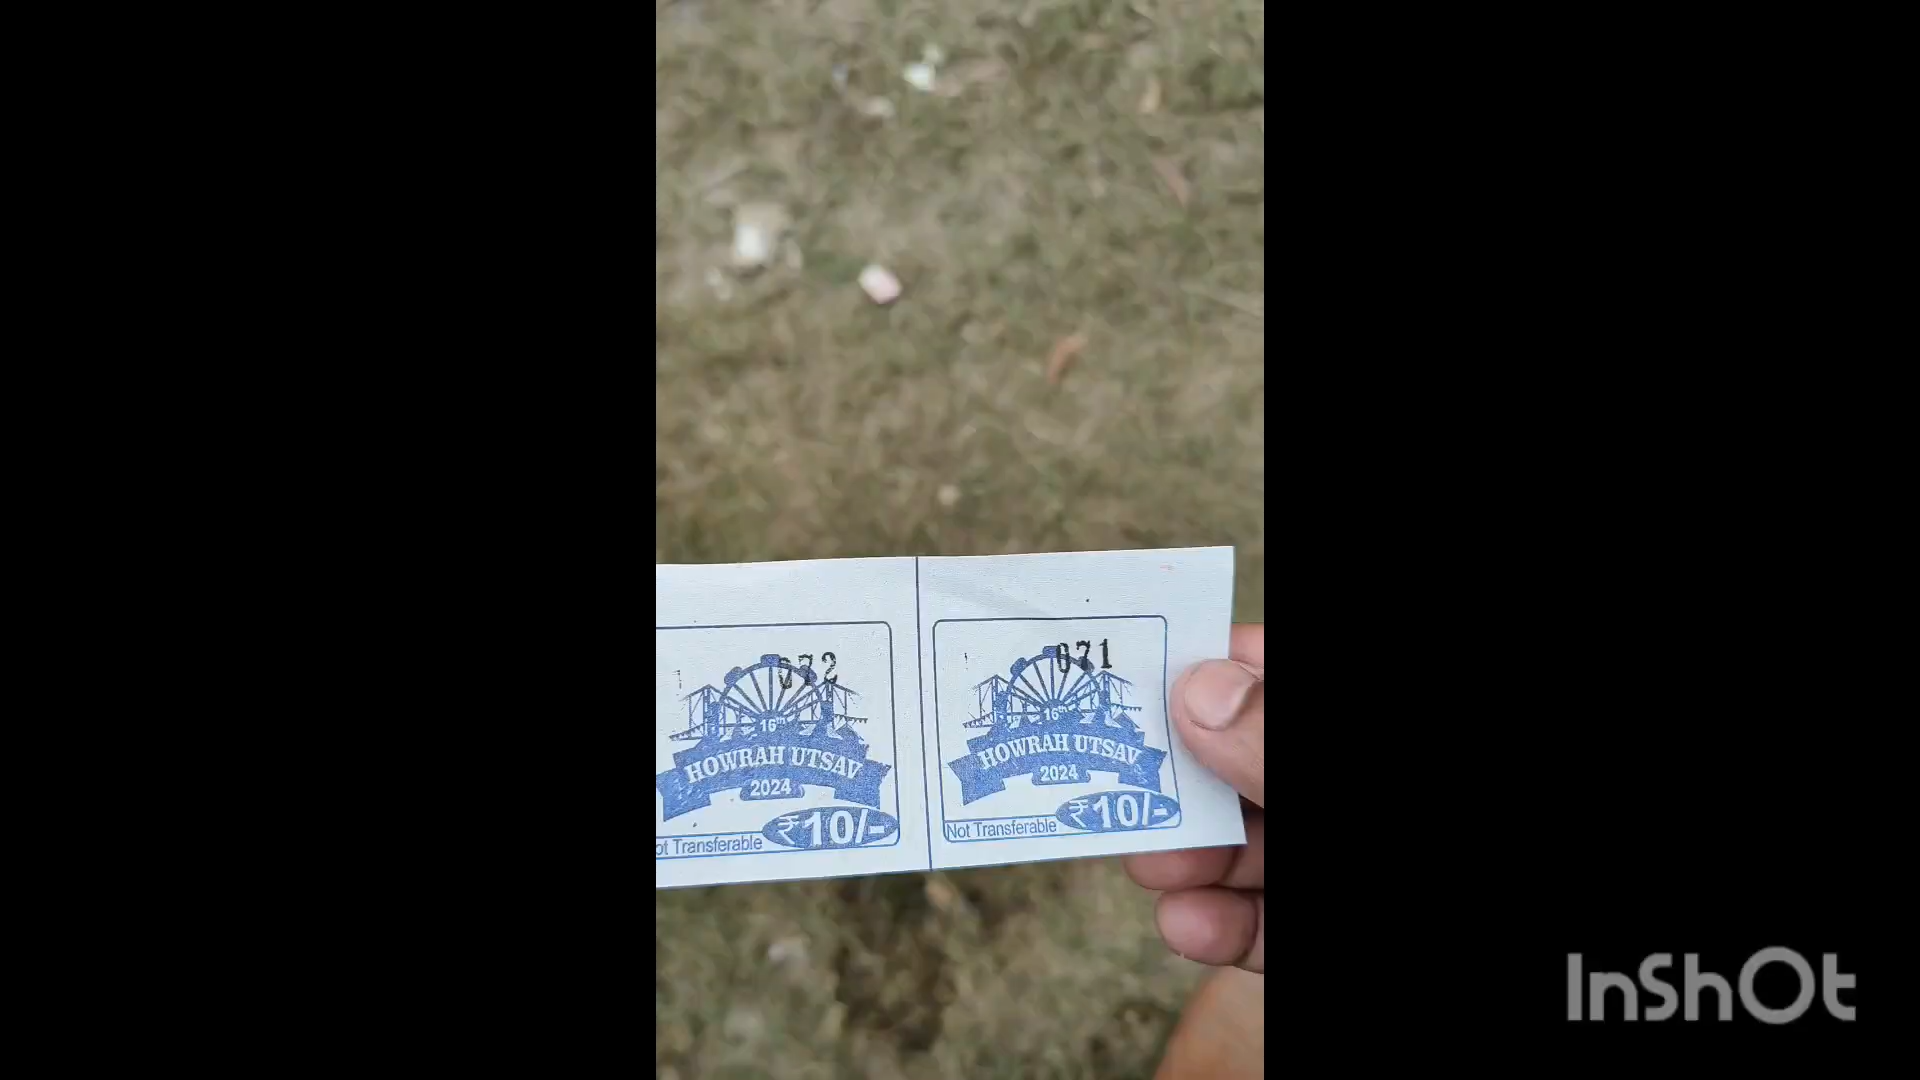 072
16th
HOWRAH UTSAV
2024
₹10/-
ot Transferable
071
16th
HOWRAH UTSAV
2024
₹10/-
Not Transferable
InShOt